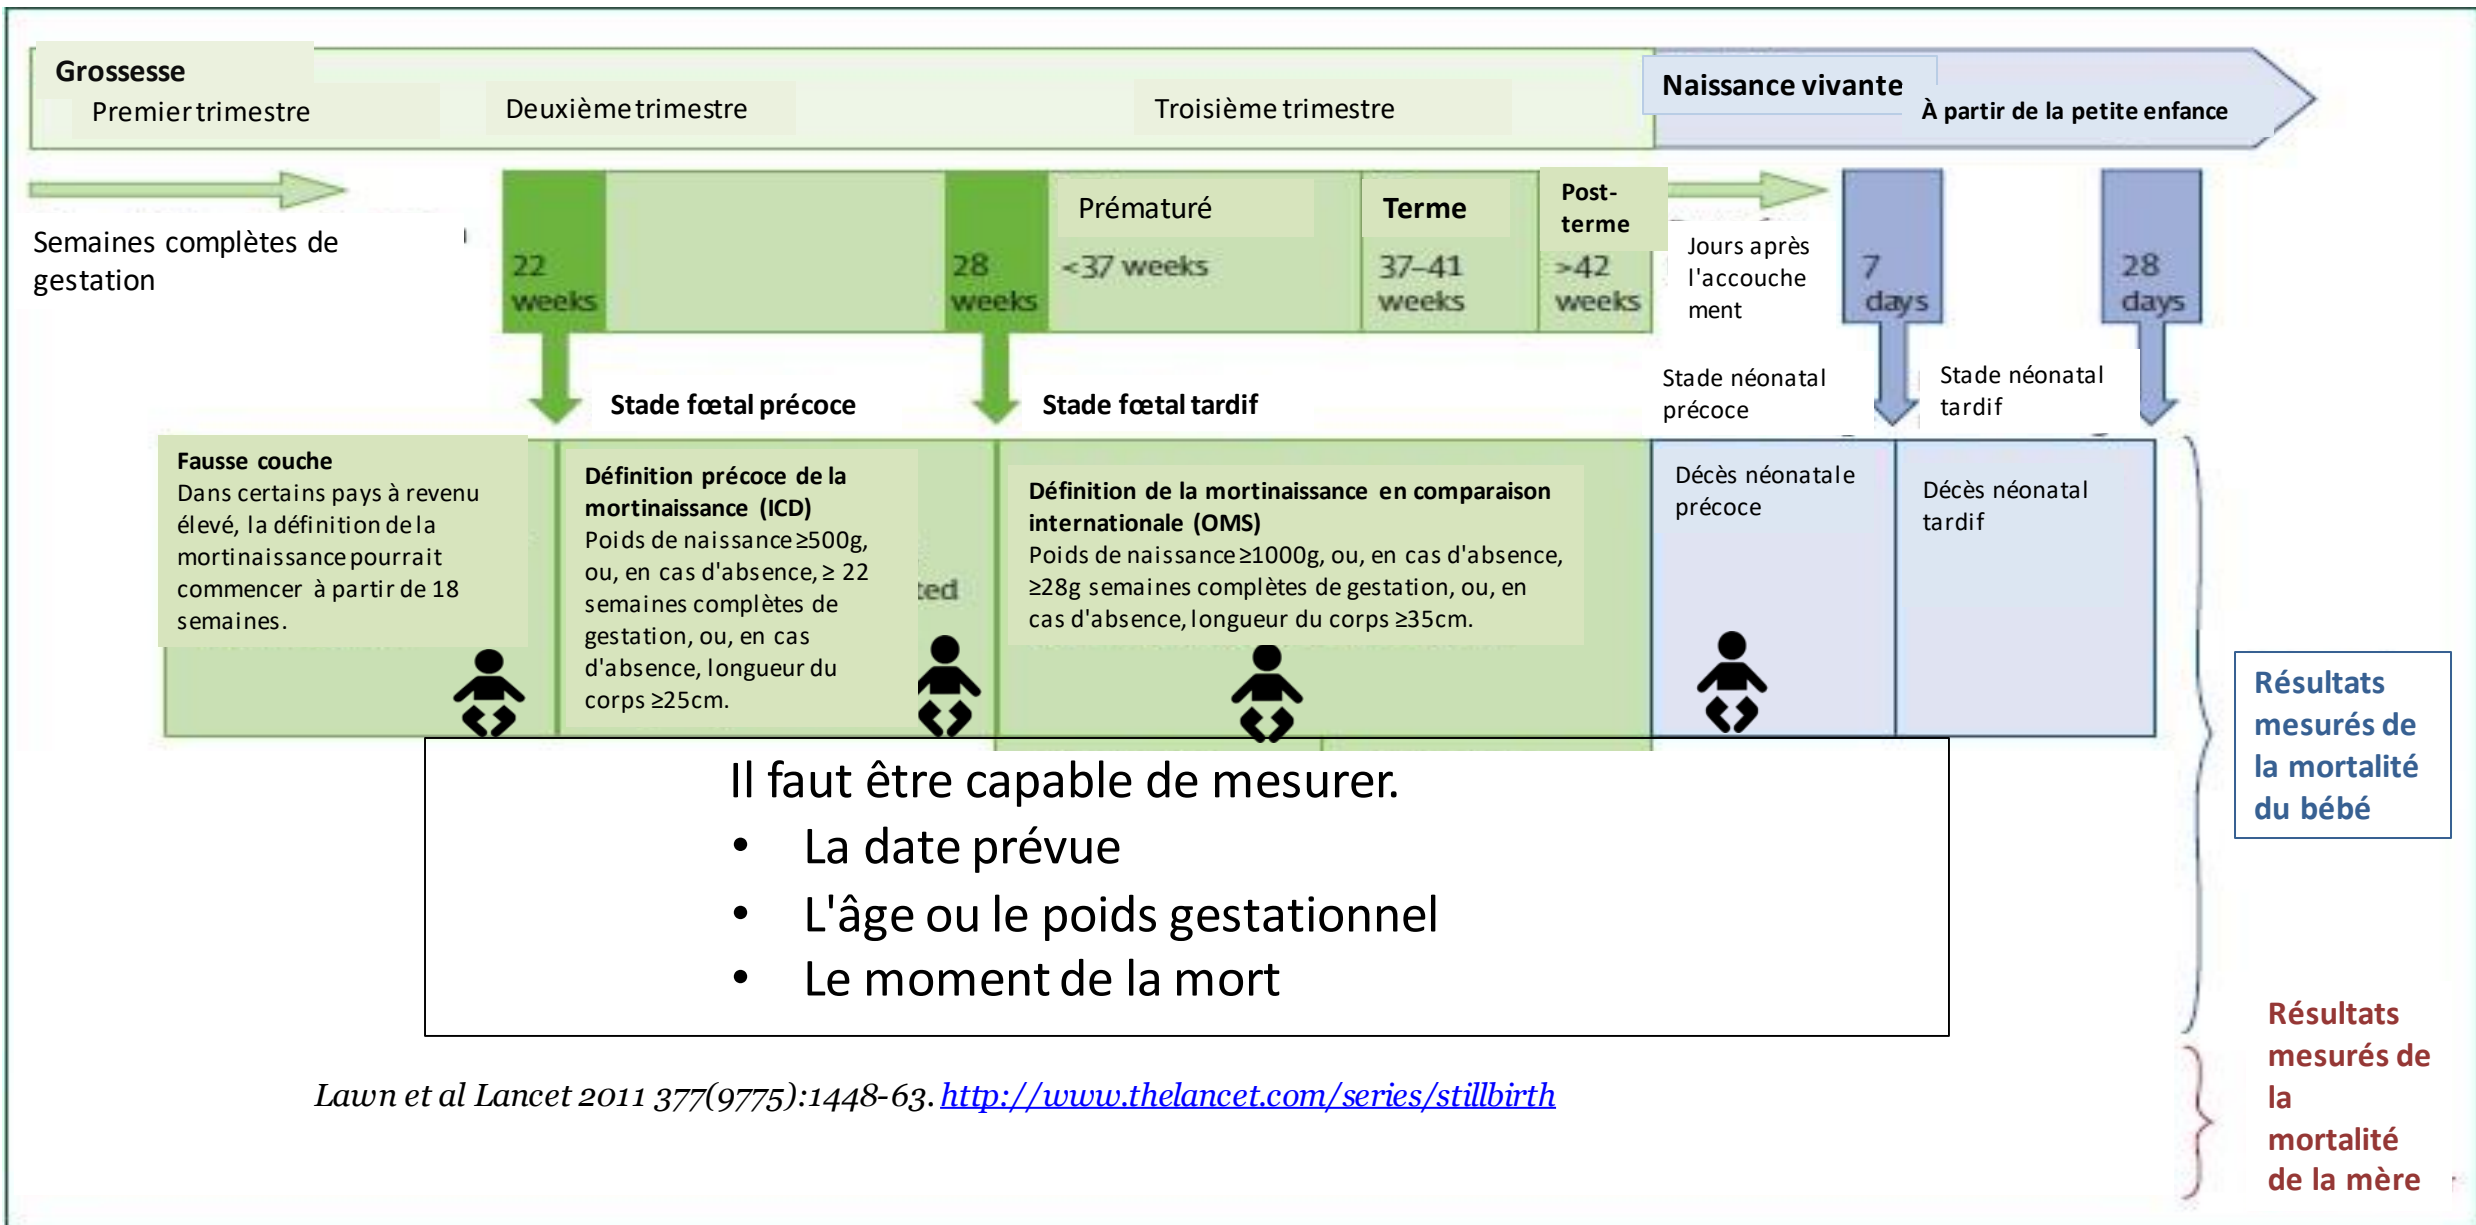 Grossesse
Premier trimestre
Deuxième trimestre
Troisième trimestre
Naissance vivante
À partir de la petite enfance
Semaines complètes de
gestation
22
weeks
28
weeks
Prématuré
<37 weeks
Terme
37–41
weeks
Post-
terme
>42
weeks
Jours après
l'accouche
ment
7
days
28
days
Stade fœtal précoce
Stade fœtal tardif
Stade néonatal
précoce
Stade néonatal
tardif
Fausse couche
Dans certains pays à revenu
élevé, la définition de la
mortinaissance pourrait
commencer à partir de 18
semaines.
Définition précoce de la
mortinaissance (ICD)
Poids de naissance ≥500g,
ou, en cas d'absence, ≥ 22
semaines complètes de
gestation, ou, en cas
d'absence, longueur du
corps ≥25cm.
ted
Définition de la mortinaissance en comparaison
internationale (OMS)
Poids de naissance ≥1000g, ou, en cas d'absence,
≥28g semaines complètes de gestation, ou, en
cas d'absence, longueur du corps ≥35cm.
Décès néonatale
précoce
Décès néonatal
tardif
Résultats
mesurés de
la mortalité
du bébé
Il faut être capable de mesurer.
• La date prévue
• L'âge ou le poids gestationnel
• Le moment de la mort
Résultats
mesurés de
la
mortalité
de la mère
Lawn et al Lancet 2011 377(9775):1448-63. http://www.thelancet.com/series/stillbirth